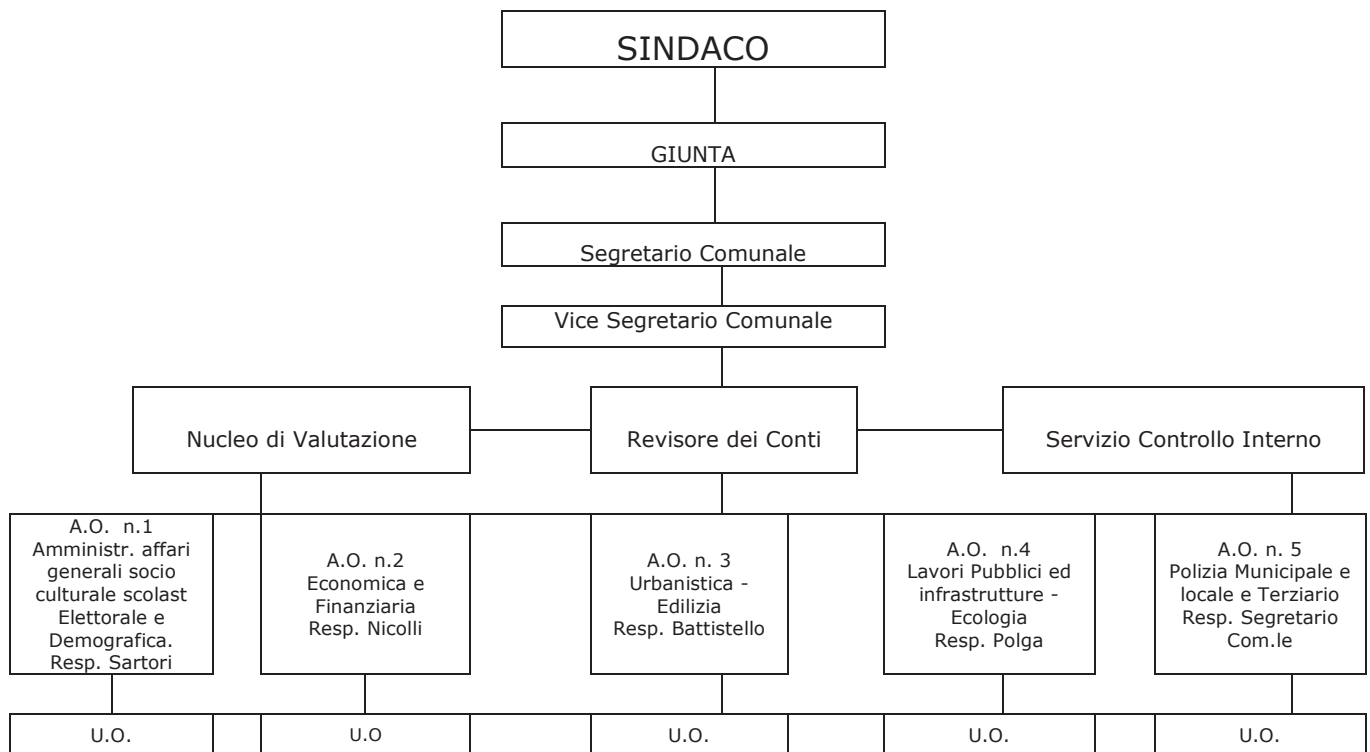 SINDACO
GIUNTA
Segretario Comunale
Vice Segretario Comunale
Nucleo di Valutazione
Revisore dei Conti
Servizio Controllo Interno
A.O. n.1
Amministr. affari
generali socio
culturale scolast
Elettorale e
Demografica.
Resp. Sartori
A.O. n.2
Economica e
Finanziaria
Resp. Nicolli
A.O. n. 3
Urbanistica -
Edilizia
Resp. Battistello
A.O. n.4
Lavori Pubblici ed
infrastrutture -
Ecologia
Resp. Polga
A.O. n. 5
Polizia Municipale e
locale e Terziario
Resp. Segretario
Com.le
U.O.
U.O
U.O.
U.O.
U.O.